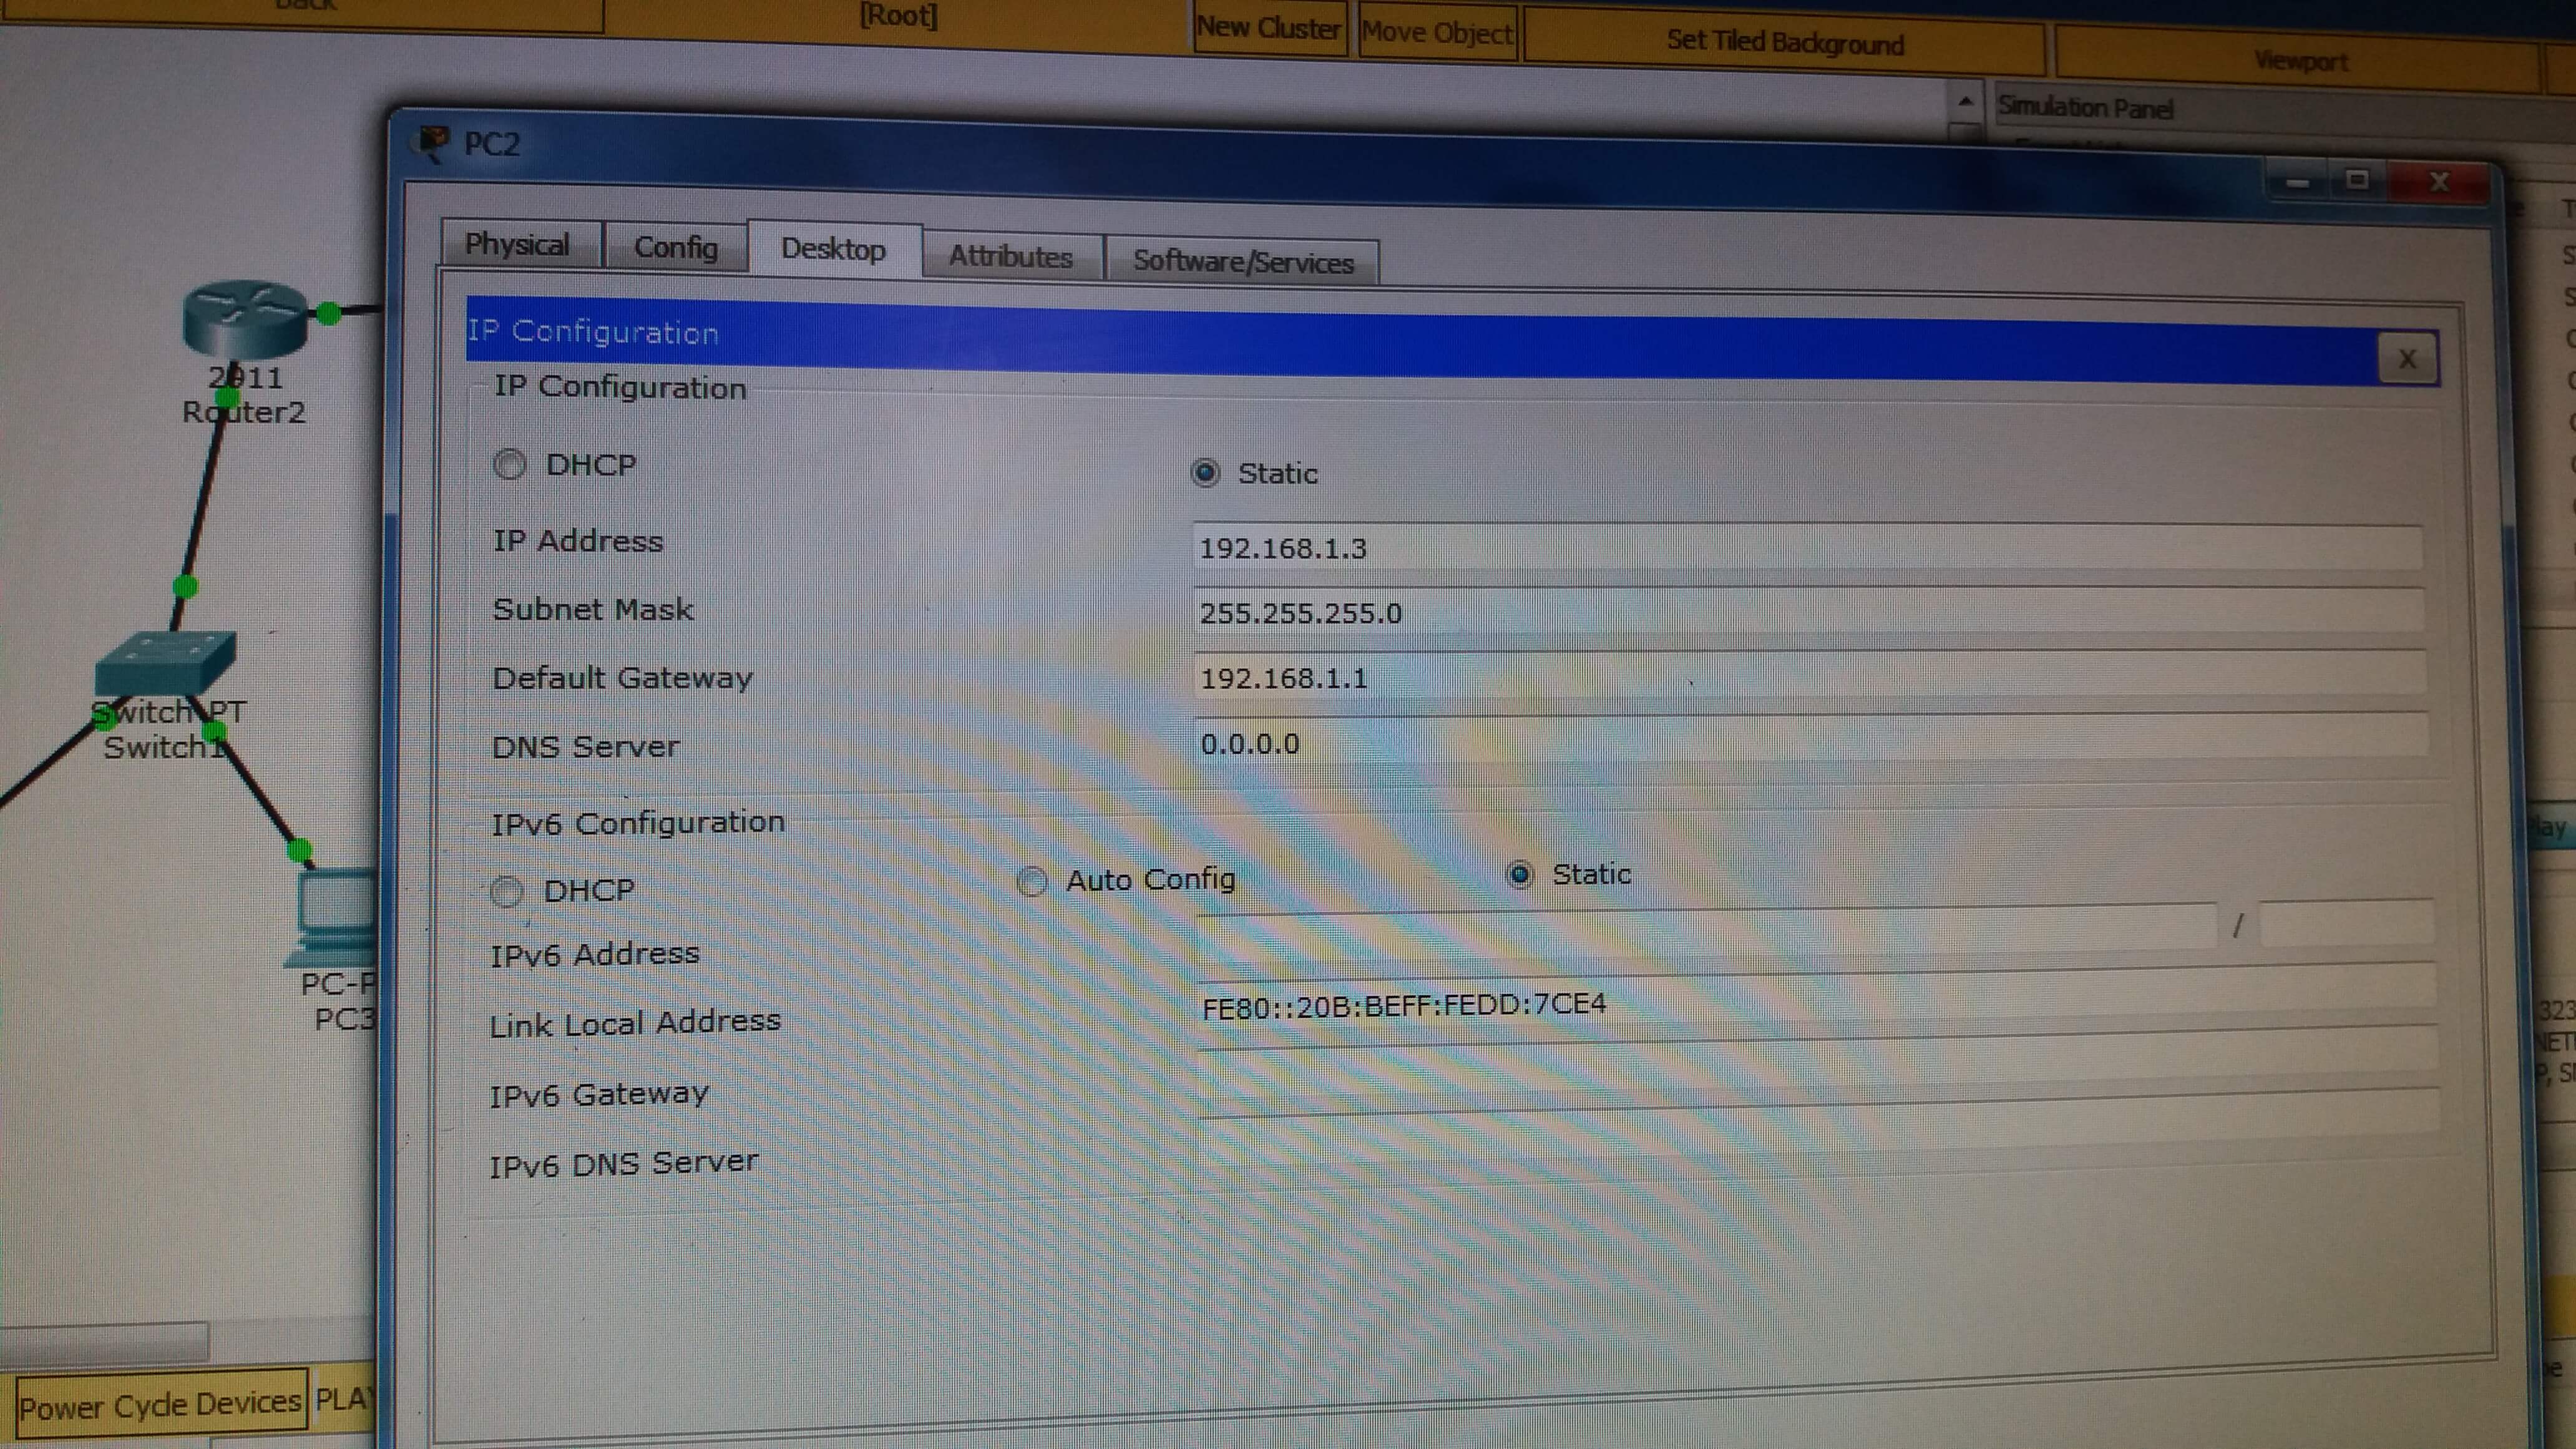 Back
[Root]
New Cluster
Move Object
Set Tiled Background
Viewport
Simulation Panel
PC2
X
Physical
Config
Desktop
Attributes
Software/Services
IP Configuration
X
IP Configuration
DHCP
Static
IP Address
192.168.1.3
Subnet Mask
255.255.255.0
Default Gateway
192.168.1.1
DNS Server
0.0.0.0
IPv6 Configuration
DHCP
Auto Config
Static
IPv6 Address
/
Link Local Address
FE80::20B:BEFF:FEDD:7CE4
IPv6 Gateway
IPv6 DNS Server
Router2
Switch-PT
Switch1
PC3
Power Cycle Devices